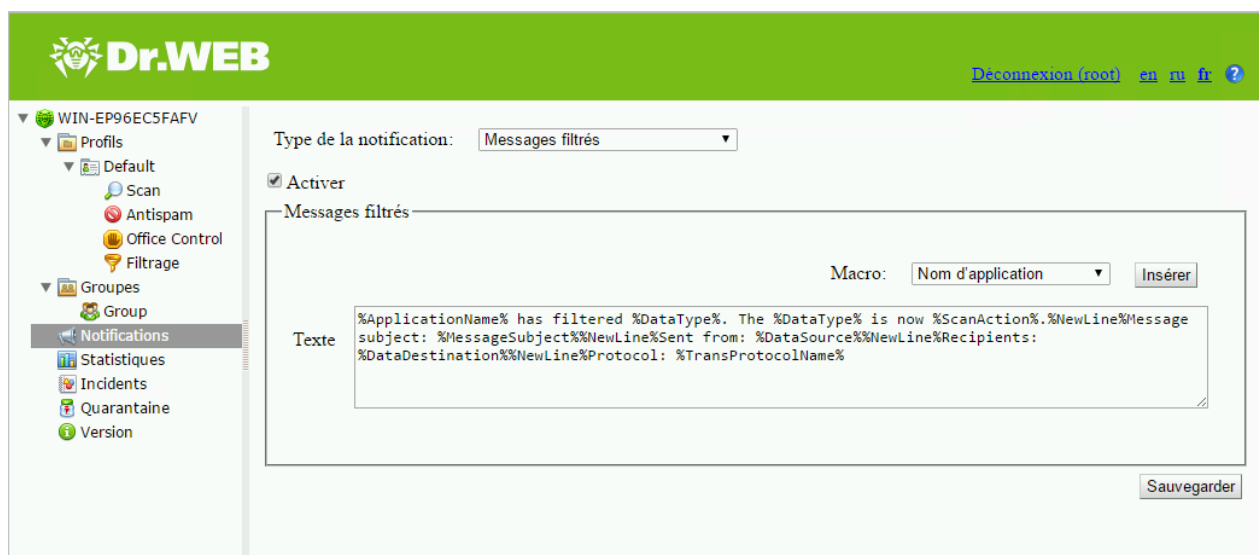 Dr.WEB
Déconnexion (root) en ru fr ?
WIN-EP96EC5FAFV
Profils
Default
Scan
Antispam
Office Control
Filtrage
Groupes
Group
Notifications
Statistiques
Incidents
Quarantaine
Version
Type de la notification: Messages filtrés
Activer
Messages filtrés
Macro: Nom d'application Insérer
Texte
%ApplicationName% has filtered %DataType%. The %DataType% is now %ScanAction%.%NewLine%Message
subject: %MessageSubject%%NewLine%Sent from: %DataSource%%NewLine%Recipients:
%DataDestination%%NewLine%Protocol: %TransProtocolName%
Sauvegarder